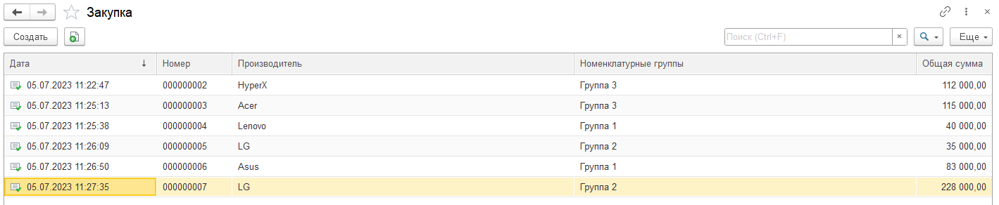 Закупка
Создать Поиск (Ctrl+F) × Еще
Дата ↓ Номер Производитель Номенклатурные группы Общая сумма
05.07.2023 11:22:47 000000002 HyperX Группа 3 112 000,00
05.07.2023 11:25:13 000000003 Acer Группа 3 115 000,00
05.07.2023 11:25:38 000000004 Lenovo Группа 1 40 000,00
05.07.2023 11:26:09 000000005 LG Группа 2 35 000,00
05.07.2023 11:26:50 000000006 Asus Группа 1 83 000,00
05.07.2023 11:27:35 000000007 LG Группа 2 228 000,00